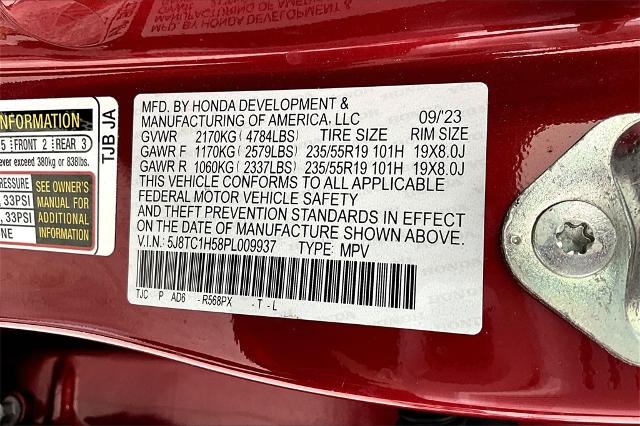 MFD. BY HONDA DEVELOPMENT &
MANUFACTURING OF AMERICA, LLC 09/'23
GVWR 2170KG (4784LBS) TIRE SIZE RIM SIZE
GAWR F 1170KG (2579LBS) 235/55R19 101H 19X8.0J
GAWR R 1060KG (2337LBS) 235/55R19 101H 19X8.0J
THIS VEHICLE CONFORMS TO ALL APPLICABLE
FEDERAL MOTOR VEHICLE SAFETY
AND THEFT PREVENTION STANDARDS IN EFFECT
ON THE DATE OF MANUFACTURE SHOWN ABOVE.
V.I.N: 5J8TC1H58PL009937 TYPE: MPV
TJC P AD6 - R568PX - T - L
NFORMATION
5 FRONT 2 REAR 3
never exceed 380kg or 838lbs.
RESSURE
, 33PSI
, 33PSI
NE
SEE OWNER'S
MANUAL FOR
ADDITIONAL
INFORMATION
TJB JA